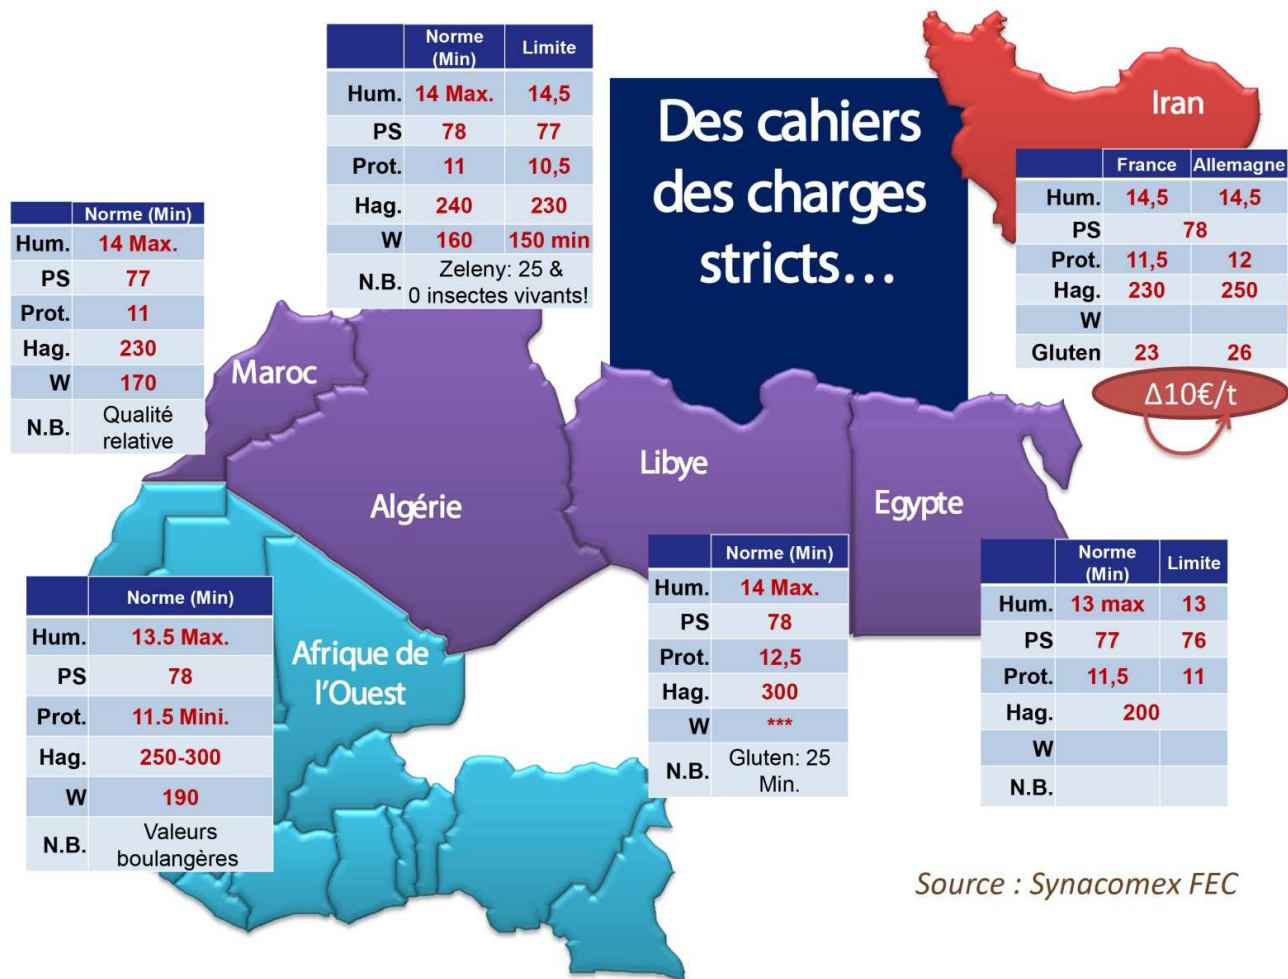 Des cahiers
des charges
stricts…
Norme (Min) Limite
Hum. 14 Max. 14,5
PS 78 77
Prot. 11 10,5
Hag. 240 230
W 160 150 min
N.B. Zeleny: 25 &
0 insectes vivants!
Iran
France Allemagne
Hum. 14,5 14,5
PS 78
Prot. 11,5 12
Hag. 230 250
W
Gluten 23 26
Δ10€/t
Norme (Min)
Hum. 14 Max.
PS 77
Prot. 11
Hag. 230
W 170
N.B. Qualité
relative
Maroc
Algérie
Libye
Egypte
Afrique de
l'Ouest
Norme (Min)
Hum. 13.5 Max.
PS 78
Prot. 11.5 Mini.
Hag. 250-300
W 190
N.B. Valeurs
boulangères
Norme (Min)
Hum. 14 Max.
PS 78
Prot. 12,5
Hag. 300
W ***
N.B. Gluten: 25
Min.
Norme
(Min) Limite
Hum. 13 max 13
PS 77 76
Prot. 11,5 11
Hag. 200
W
N.B.
Source : Synacomex FEC